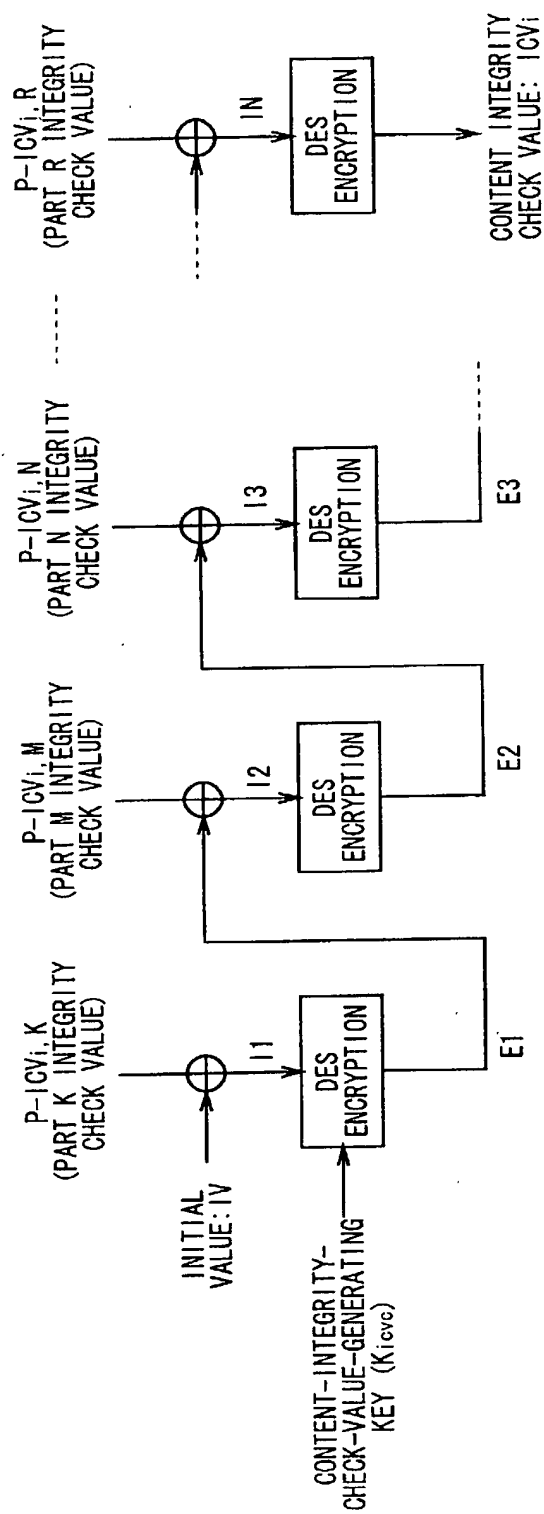 P-ICVi,K
(PART K INTEGRITY
CHECK VALUE)
P-ICVi,M
(PART M INTEGRITY
CHECK VALUE)
P-ICVi,N
(PART N INTEGRITY
CHECK VALUE)
P-ICVi,R
(PART R INTEGRITY
CHECK VALUE)
INITIAL
VALUE:IV
I1
I2
I3
IN
CONTENT-INTEGRITY-
CHECK-VALUE-GENERATING
KEY (Kicvc)
DES
ENCRYPTION
DES
ENCRYPTION
DES
ENCRYPTION
DES
ENCRYPTION
E1
E2
E3
CONTENT INTEGRITY
CHECK VALUE: ICVi